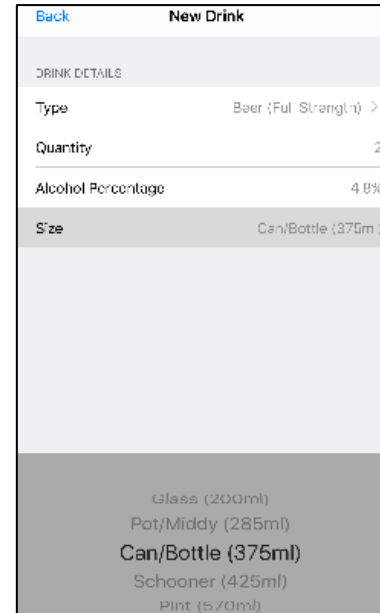 Back New Drink
DRINK DETAILS
Type Beer (Full Strength) >
Quantity 2
Alcohol Percentage 4.8%
Size Can/Bottle (375ml)
Glass (200ml)
Pot/Middy (285ml)
Can/Bottle (375ml)
Schooner (425ml)
Pint (570ml)